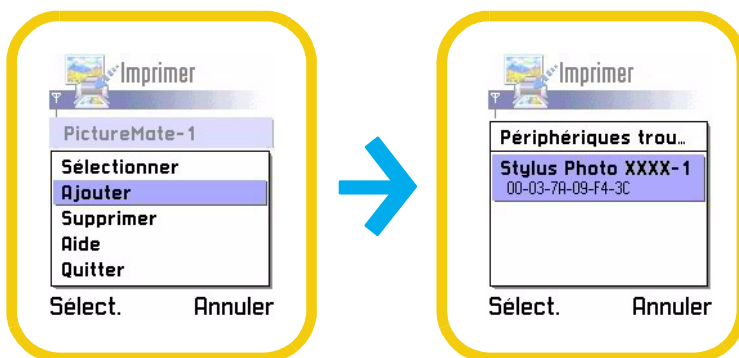 Imprimer
PictureMate-1
Sélectionner
Ajouter
Supprimer
Aide
Quitter
Sélect. Annuler
Imprimer
Périphériques trou…
Stylus Photo XXXX-1
00-03-7A-09-F4-3C
Sélect. Annuler